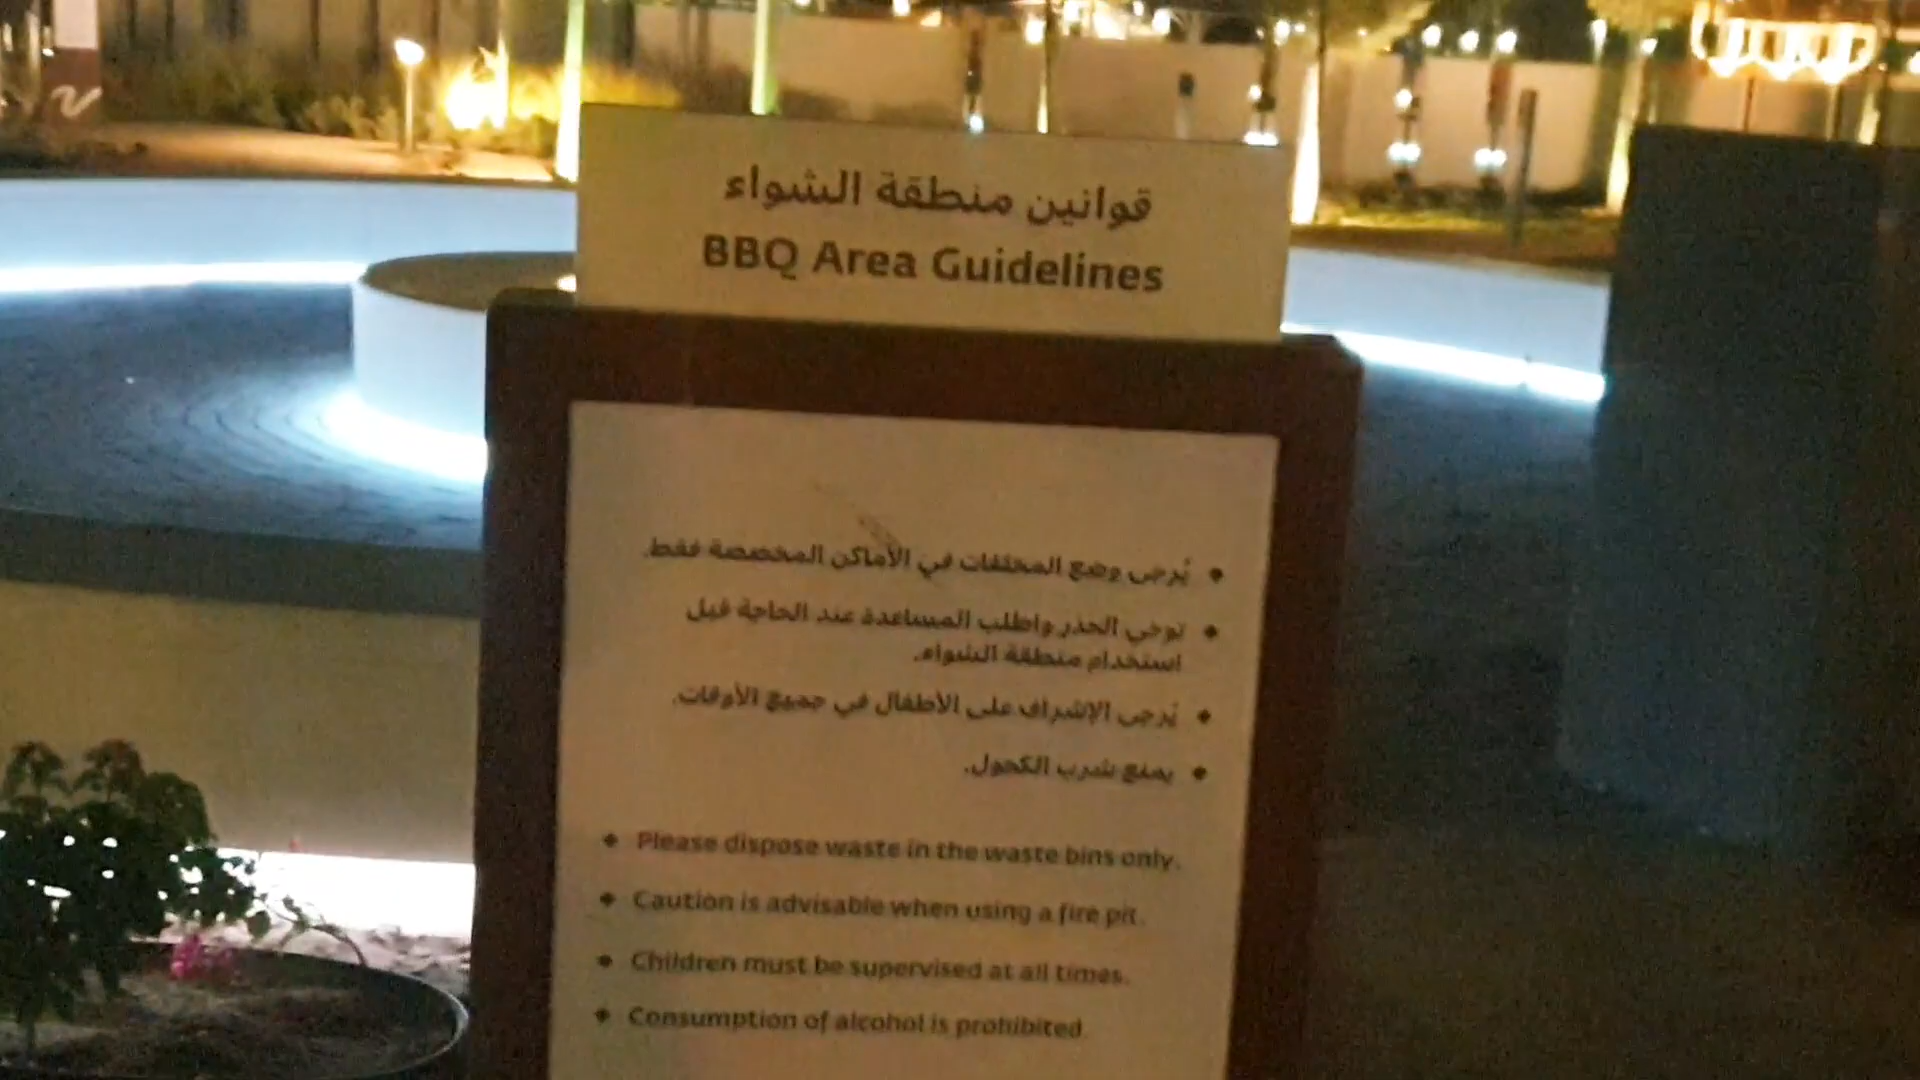 قوانين منطقة الشواء
BBQ Area Guidelines
يُرجى وضع المخلفات في الأماكن المخصصة فقط.
توخي الحذر واطلب المساعدة عند الحاجة قبل
استخدام منطقة الشواء.
يُرجى الإشراف على الأطفال في جميع الأوقات.
يمنع شرب الكحول.
Please dispose waste in the waste bins only.
Caution is advisable when using a fire pit.
Children must be supervised at all times.
Consumption of alcohol is prohibited